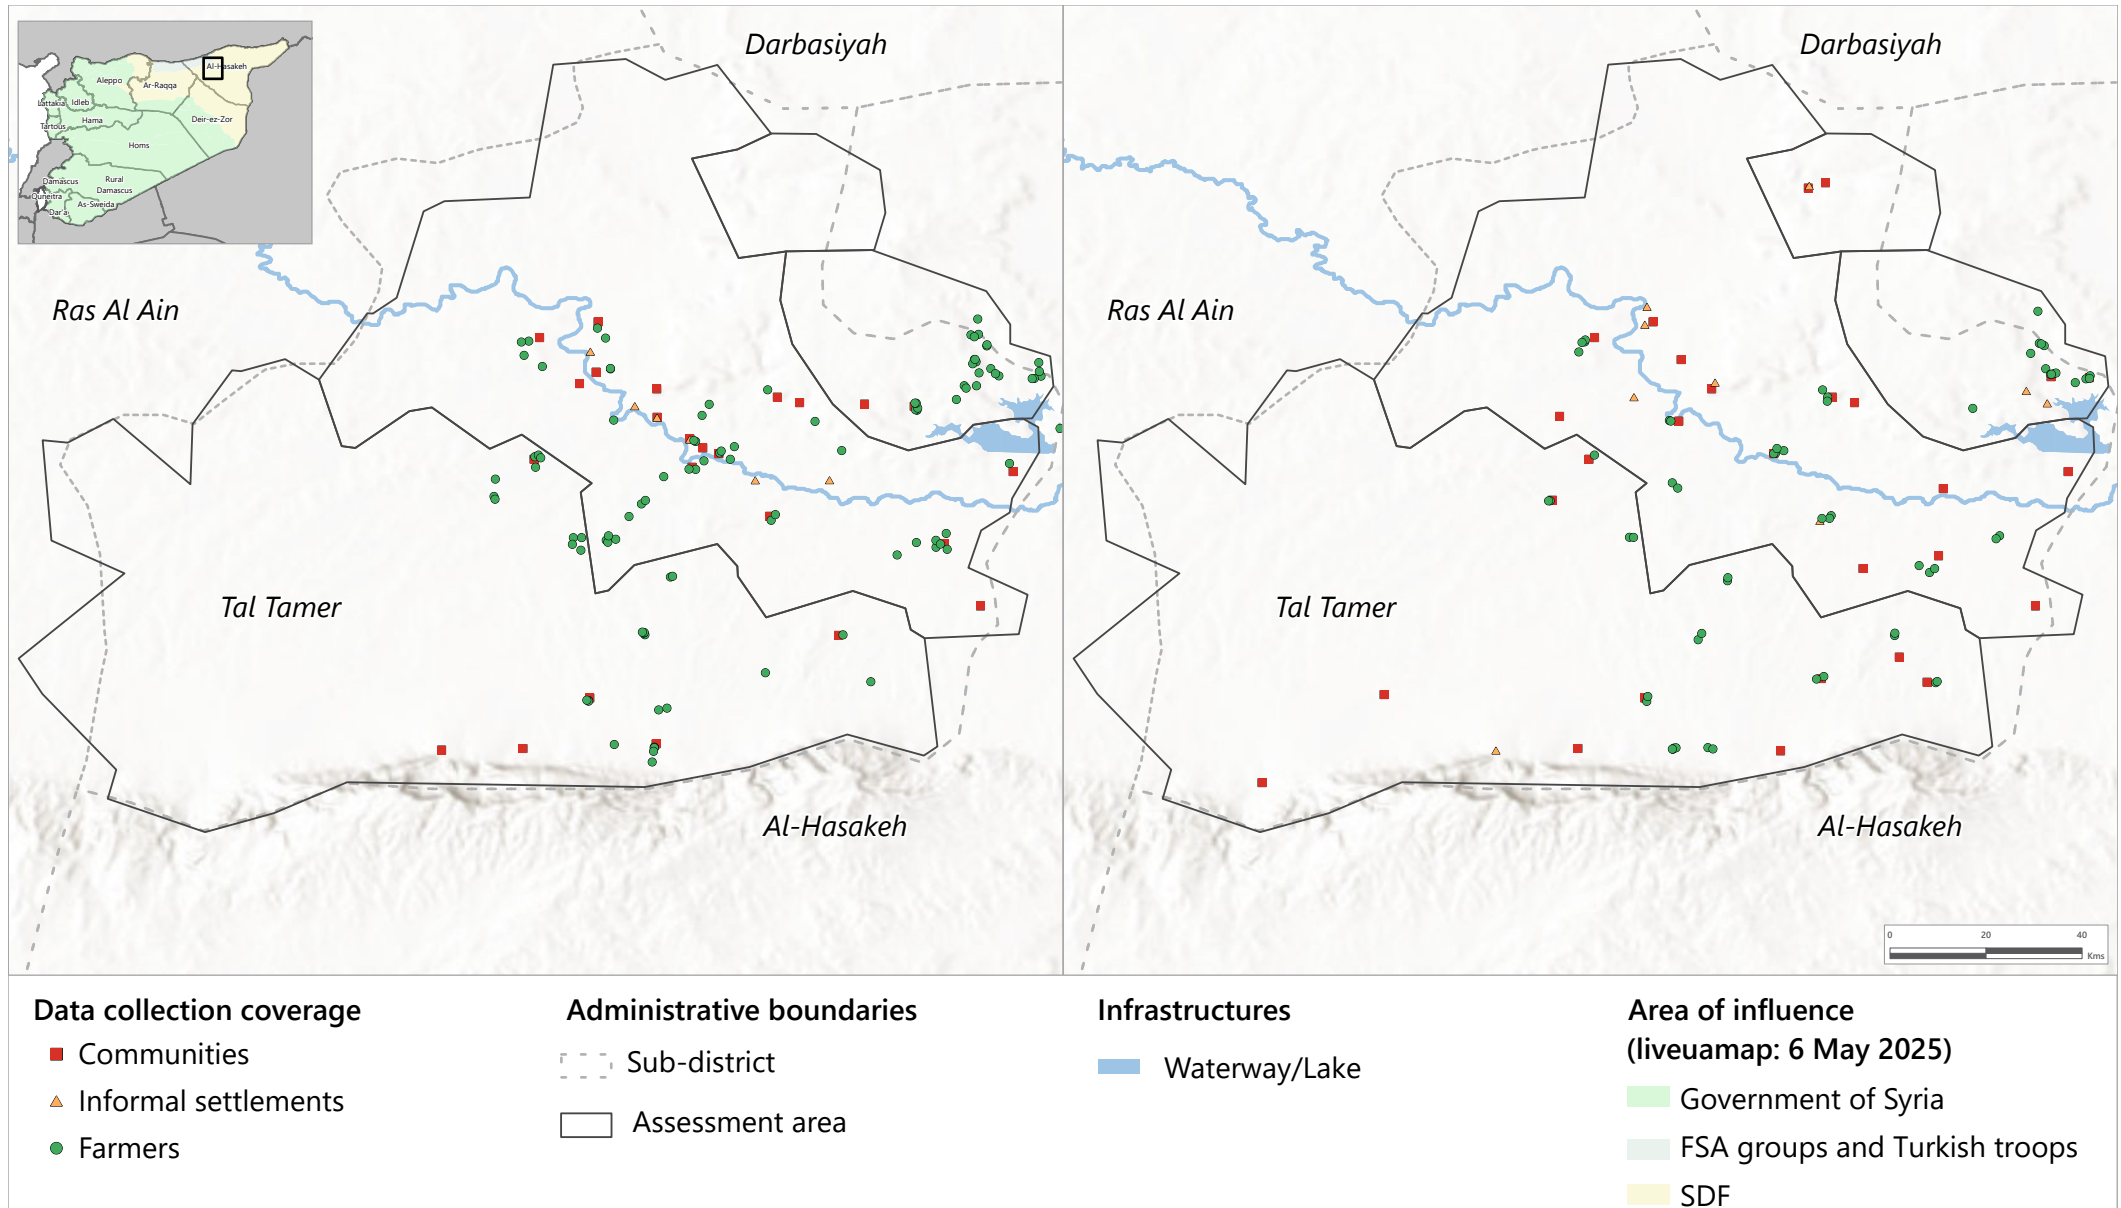 Darbasiyah
Darbasiyah
Al-Hasakeh
Aleppo
Ar-Raqqa
Lattakia
Idleb
Hama
Deir-ez-Zor
Tartous
Homs
Damascus
Rural
Damascus
Quneitra
As-Sweida
Dar'a
Ras Al Ain
Ras Al Ain
Tal Tamer
Tal Tamer
Al-Hasakeh
Al-Hasakeh
0 20 40
Kms
Data collection coverage
Communities
Informal settlements
Farmers
Administrative boundaries
Sub-district
Assessment area
Infrastructures
Waterway/Lake
Area of influence
(liveuamap: 6 May 2025)
Government of Syria
FSA groups and Turkish troops
SDF